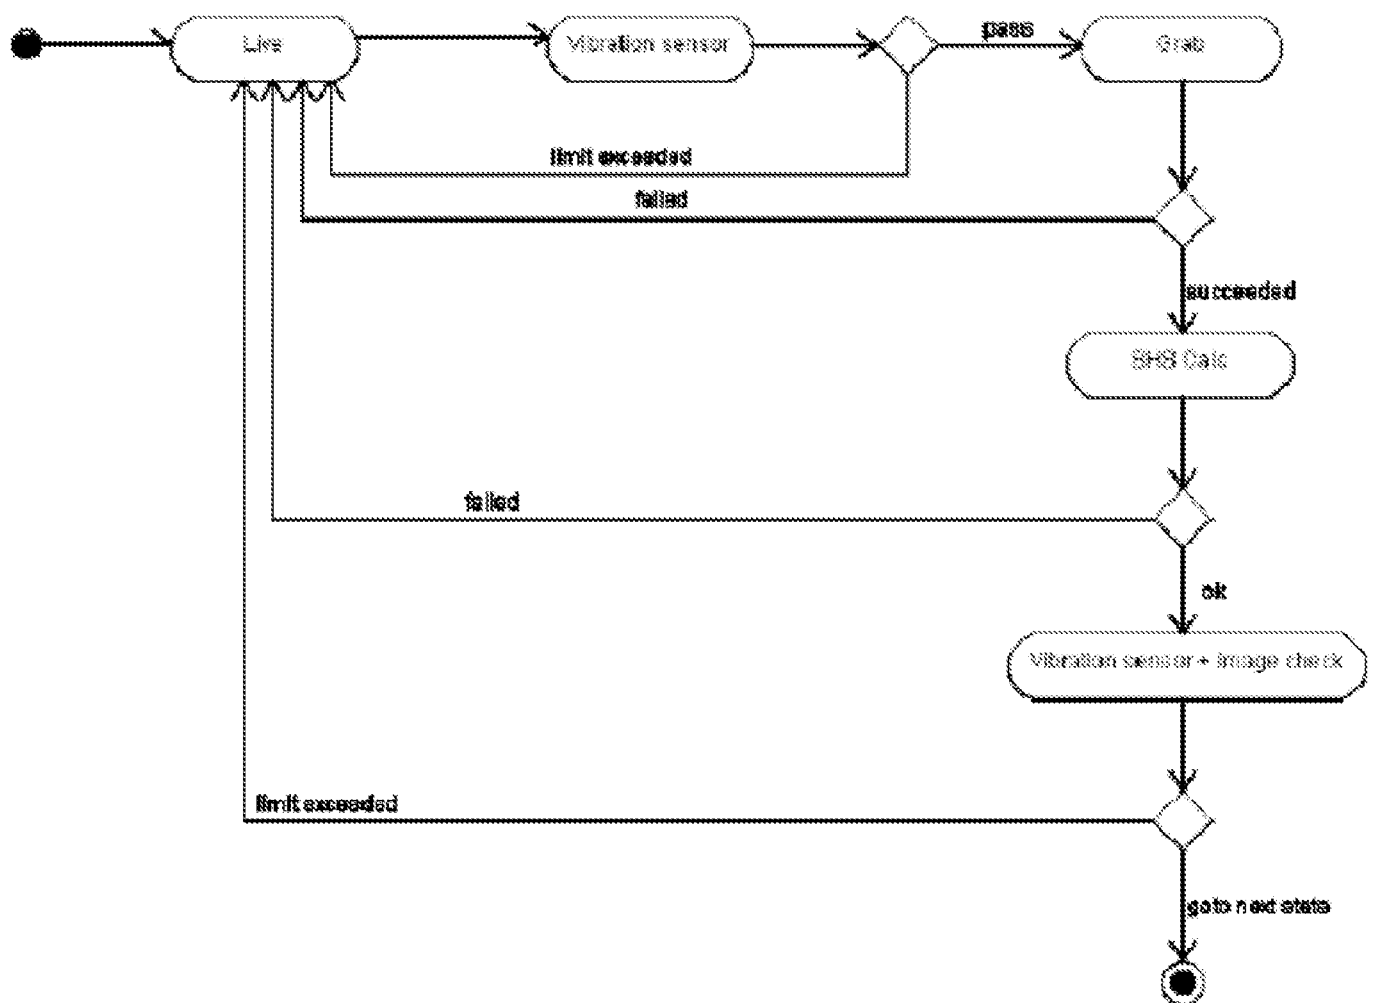 Live
Vibration sensor
pass
Grab
limit exceeded
failed
succeeded
Calc
failed
ok
Vibration sensor + image check
limit exceeded
goto next state